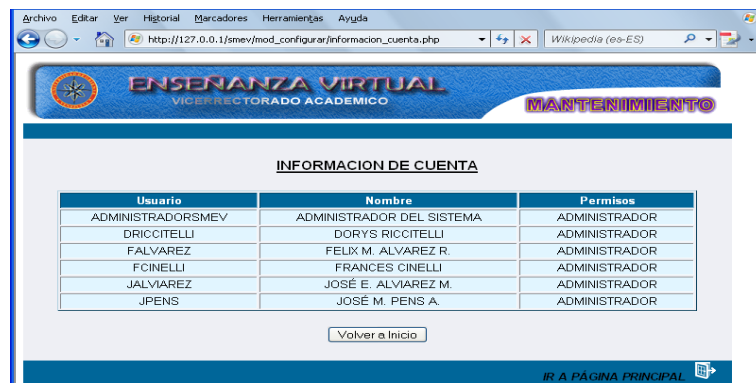 Archivo Editar Ver Historial Marcadores Herramientas Ayuda
http://127.0.0.1/smev/mod_configurar/informacion_cuenta.php Wikipedia (es-ES)
ENSEÑANZA VIRTUAL
VICERRECTORADO ACADEMICO
MANTENIMIENTO
INFORMACION DE CUENTA
Usuario Nombre Permisos
ADMINISTRADORSMEV ADMINISTRADOR DEL SISTEMA ADMINISTRADOR
DRICCITELLI DORYS RICCITELLI ADMINISTRADOR
FALVAREZ FELIX M. ALVAREZ R. ADMINISTRADOR
FCINELLI FRANCES CINELLI ADMINISTRADOR
JALVIAREZ JOSÉ E. ALVIAREZ M. ADMINISTRADOR
JPENS JOSÉ M. PENS A. ADMINISTRADOR
Volver a Inicio
IR A PÁGINA PRINCIPAL